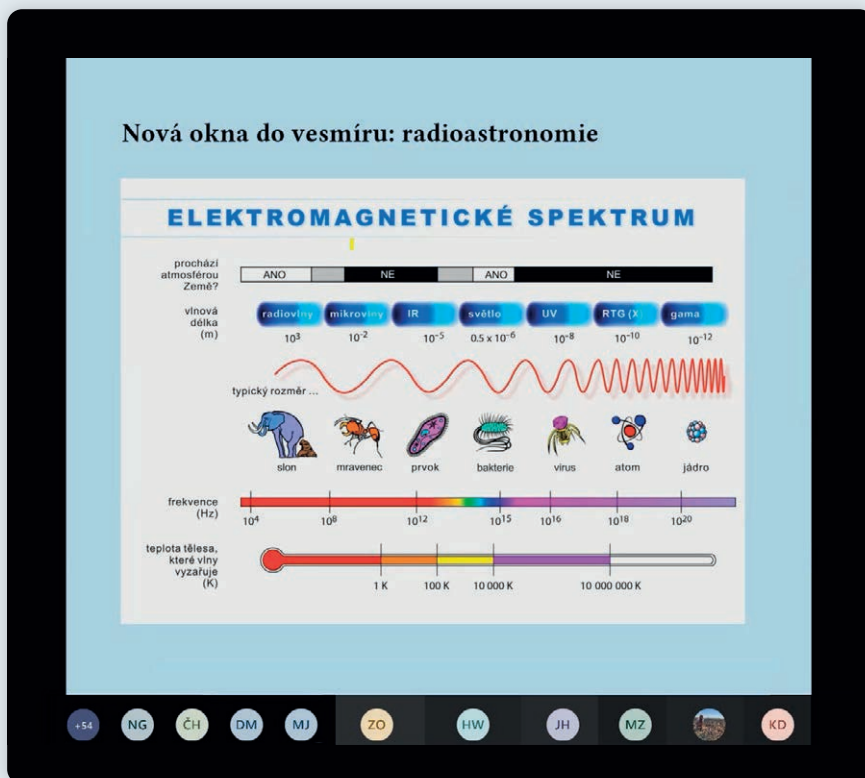 Nová okna do vesmíru: radioastronomie
ELEKTROMAGNETICKÉ SPEKTRUM
prochází
atmosférou
Země?
ANO NE ANO NE
vlnová
délka
(m)
radiovlny mikrovlny IR světlo UV RTG (X) gama
10³ 10⁻² 10⁻⁵ 0.5 x 10⁻⁶ 10⁻⁸ 10⁻¹⁰ 10⁻¹²
typický rozměr ...
slon mravenec prvok bakterie virus atom jádro
frekvence
(Hz)
10⁴ 10⁸ 10¹² 10¹⁵ 10¹⁶ 10¹⁸ 10²⁰
teplota tělesa,
které vlny
vyzařuje
(K)
1 K 100 K 10 000 K 10 000 000 K
+54 NG ČH DM MJ ZO HW JH MZ KD